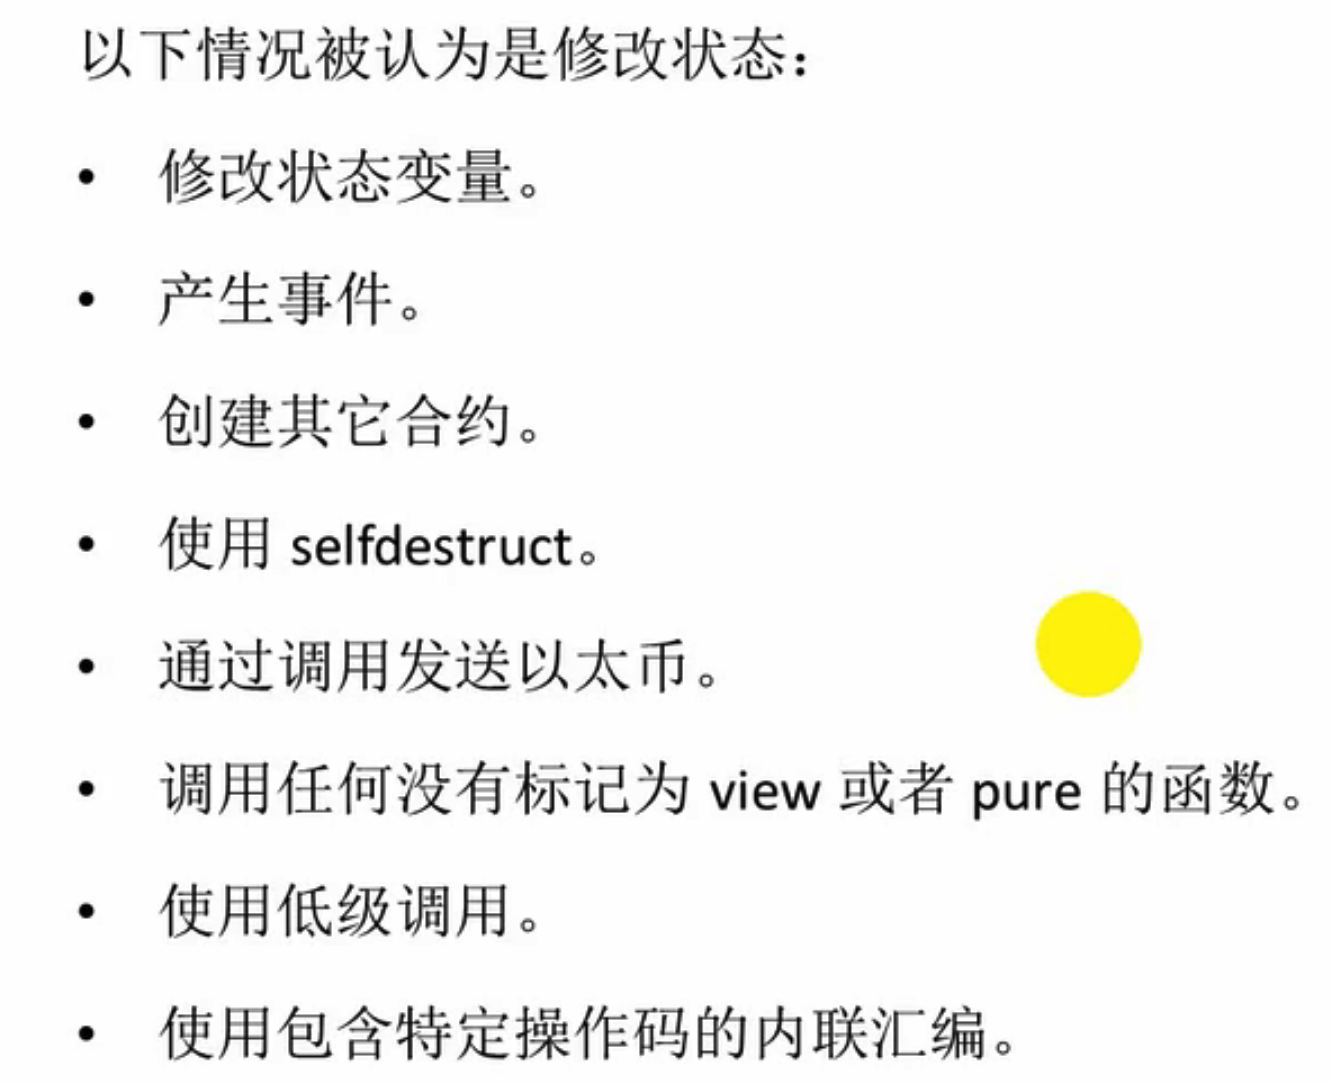 以下情况被认为是修改状态：
• 修改状态变量。
• 产生事件。
• 创建其它合约。
• 使用 selfdestruct。
• 通过调用发送以太币。
• 调用任何没有标记为 view 或者 pure 的函数。
• 使用低级调用。
• 使用包含特定操作码的内联汇编。